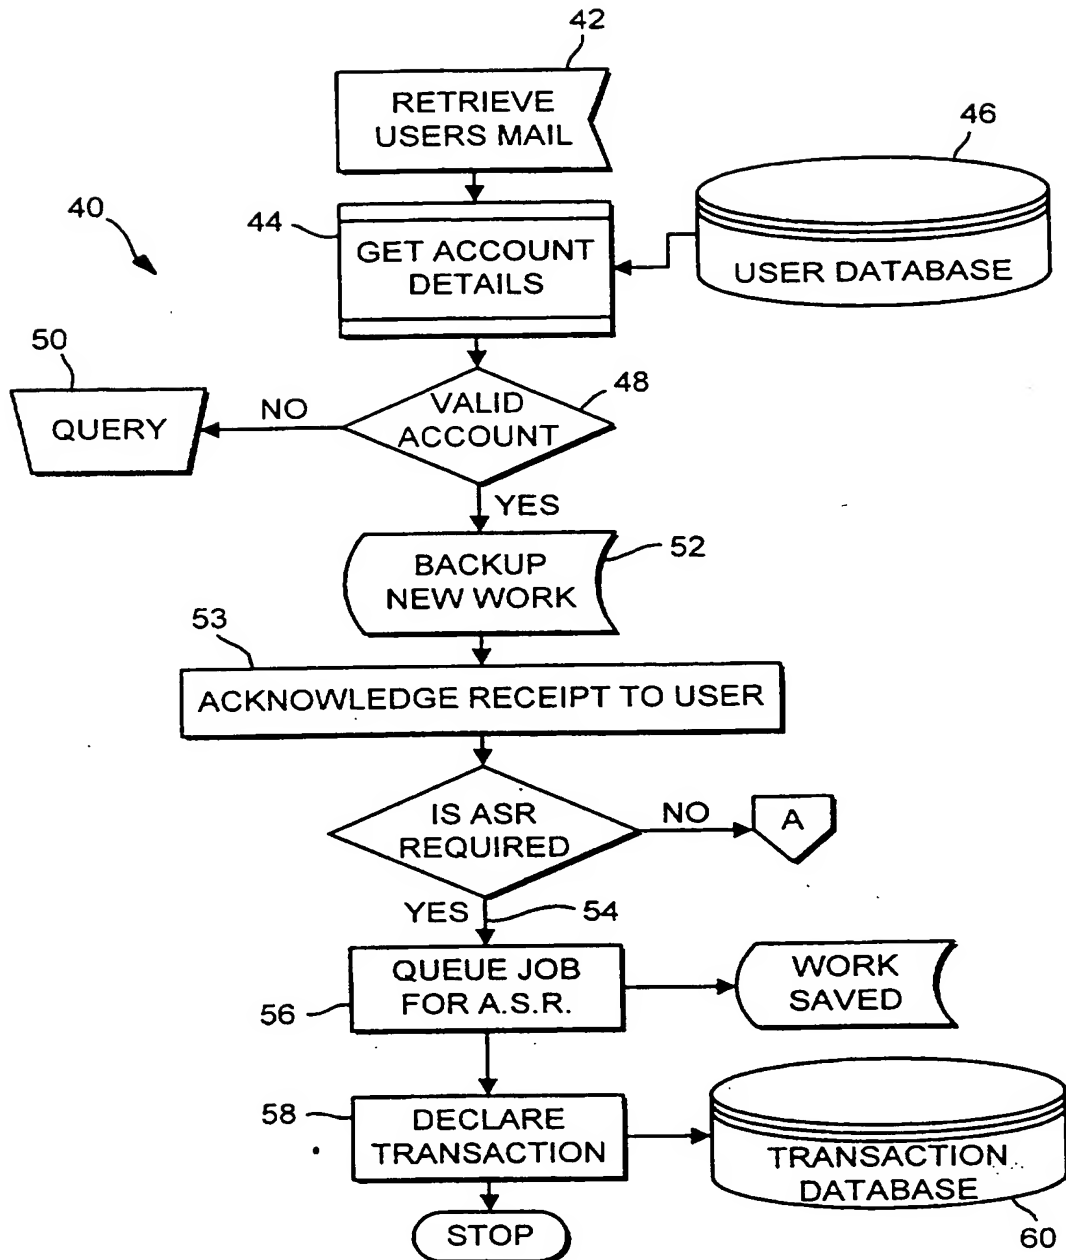 42
RETRIEVE
USERS MAIL
46
40
44
GET ACCOUNT
DETAILS
USER DATABASE
50
48
QUERY
NO
VALID
ACCOUNT
YES
52
BACKUP
NEW WORK
53
ACKNOWLEDGE RECEIPT TO USER
IS ASR
REQUIRED
NO
A
YES
54
QUEUE JOB
FOR A.S.R.
56
WORK
SAVED
58
DECLARE
TRANSACTION
TRANSACTION
DATABASE
60
STOP